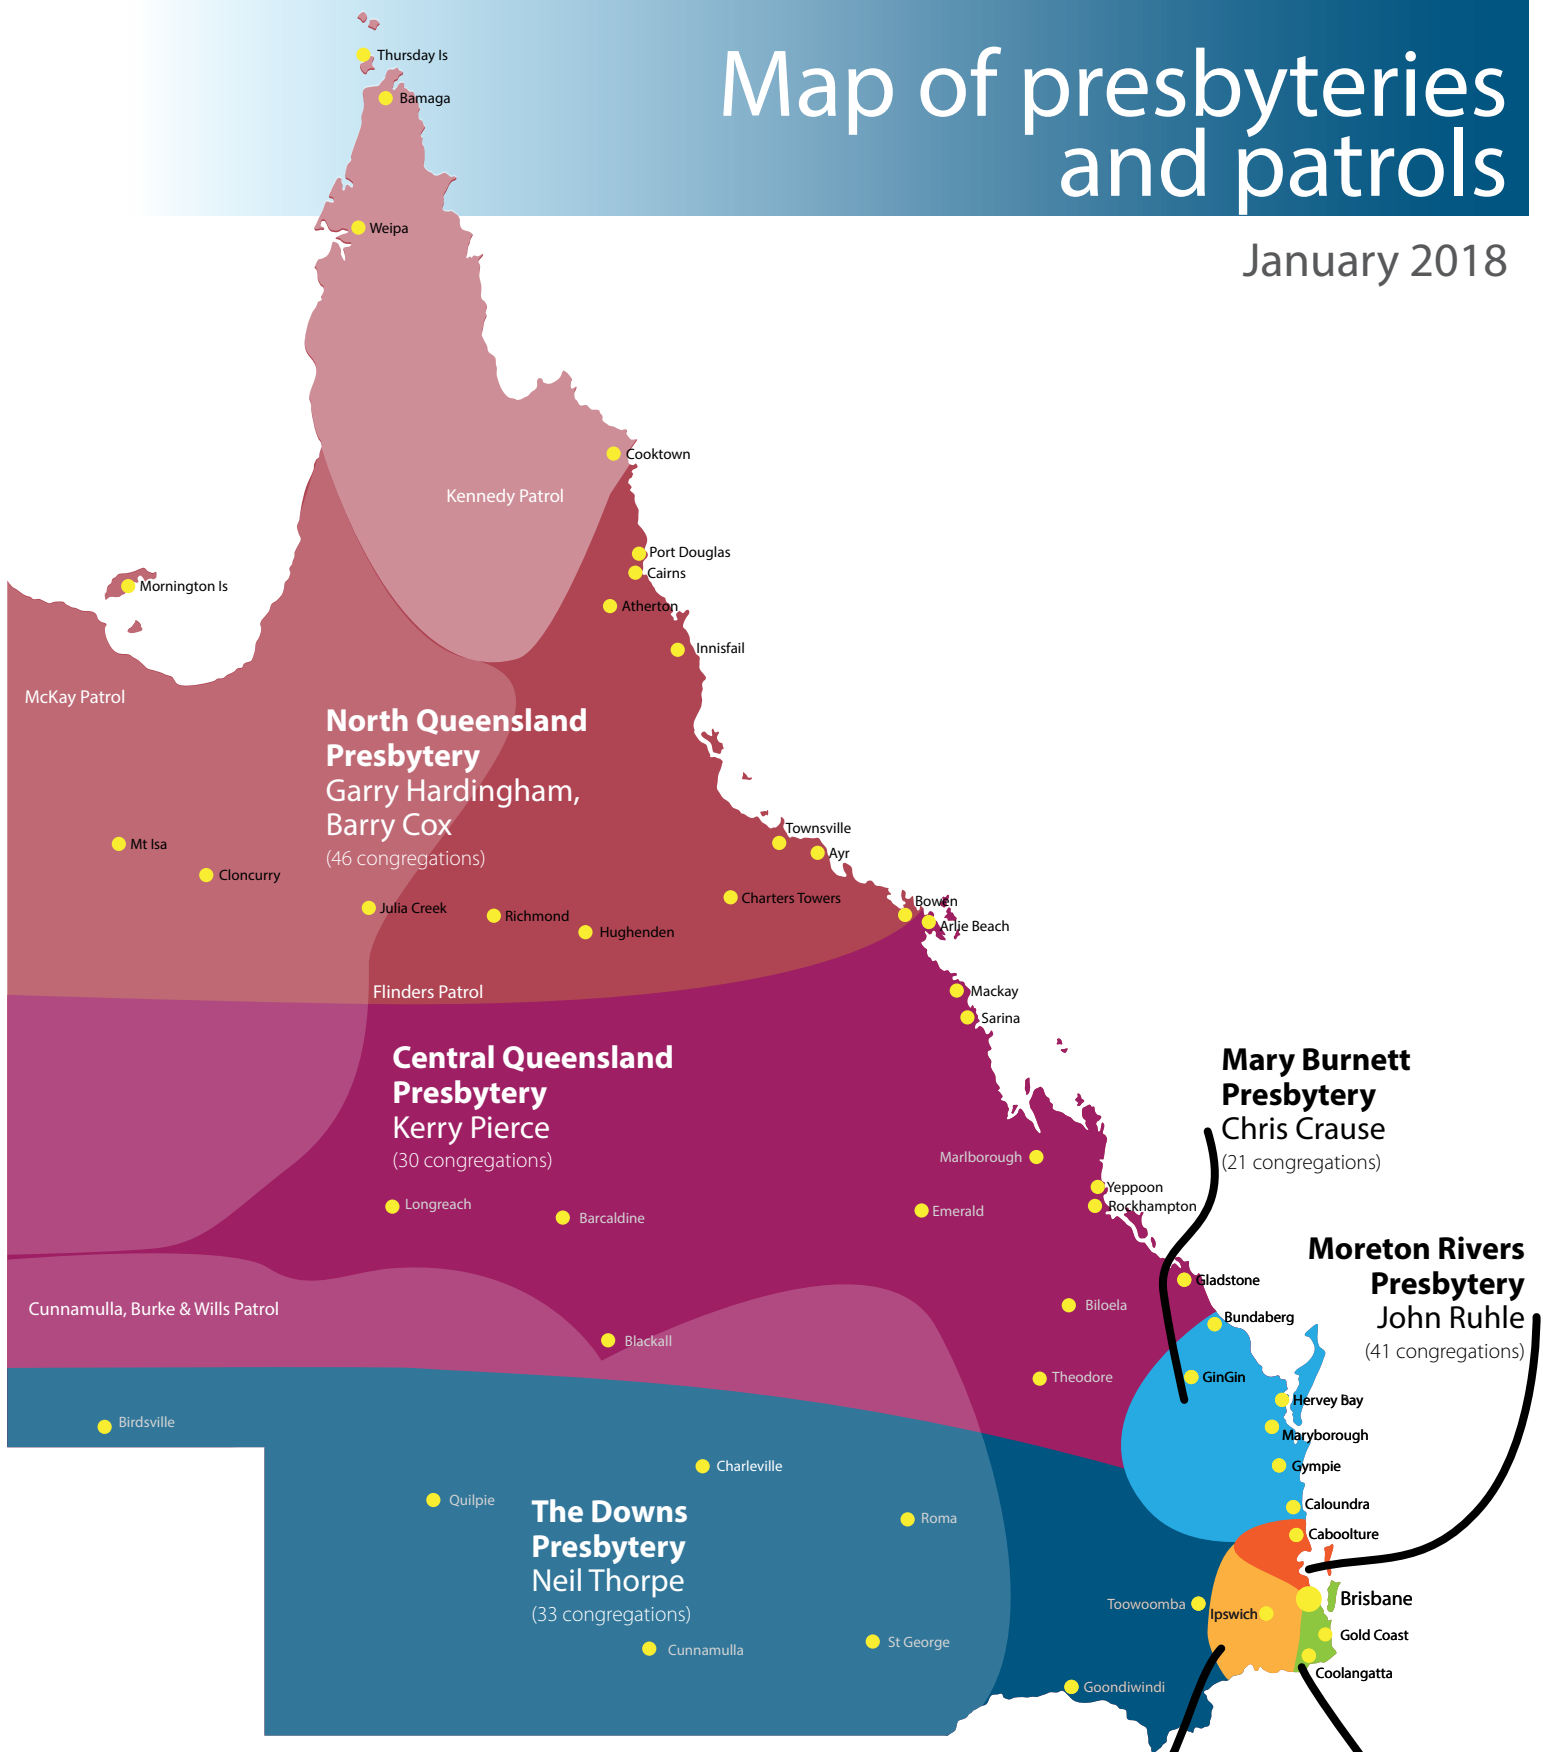 Map of presbyteries
and patrols
January 2018
Thursday Is
Bamaga
Weipa
Cooktown
Kennedy Patrol
Port Douglas
Cairns
Mornington Is
Atherton
Innisfail
McKay Patrol
North Queensland
Presbytery
Garry Hardingham,
Barry Cox
(46 congregations)
Townsville
Mt Isa
Ayr
Cloncurry
Charters Towers
Bowen
Julia Creek
Richmond
Arlie Beach
Hughenden
Flinders Patrol
Mackay
Sarina
Central Queensland
Presbytery
Kerry Pierce
(30 congregations)
Mary Burnett
Presbytery
Chris Crause
(21 congregations)
Marlborough
Yeppoon
Rockhampton
Longreach
Barcaldine
Emerald
Moreton Rivers
Presbytery
John Ruhle
(41 congregations)
Gladstone
Biloela
Cunnamulla, Burke & Wills Patrol
Bundaberg
Blackall
Theodore
GinGin
Hervey Bay
Birdsville
Maryborough
Charleville
Gympie
Quilpie
Caloundra
The Downs
Presbytery
Neil Thorpe
(33 congregations)
Roma
Caboolture
Toowoomba
Ipswich
Brisbane
Cunnamulla
St George
Gold Coast
Coolangatta
Goondiwindi